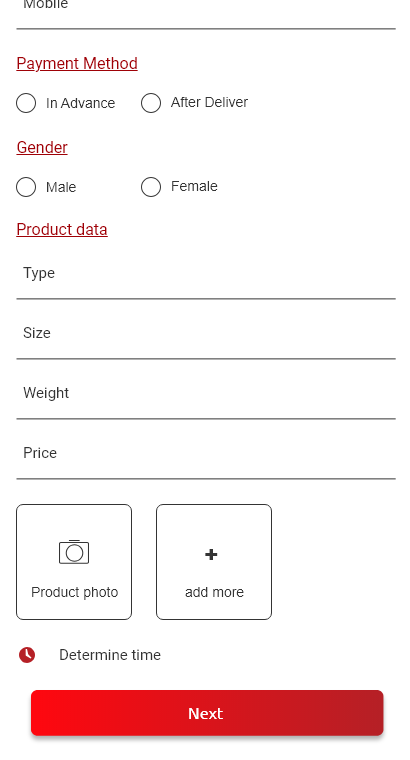 Mobile
Payment Method
In Advance After Deliver
Gender
Male Female
Product data
Type
Size
Weight
Price
Product photo add more
Determine time
Next